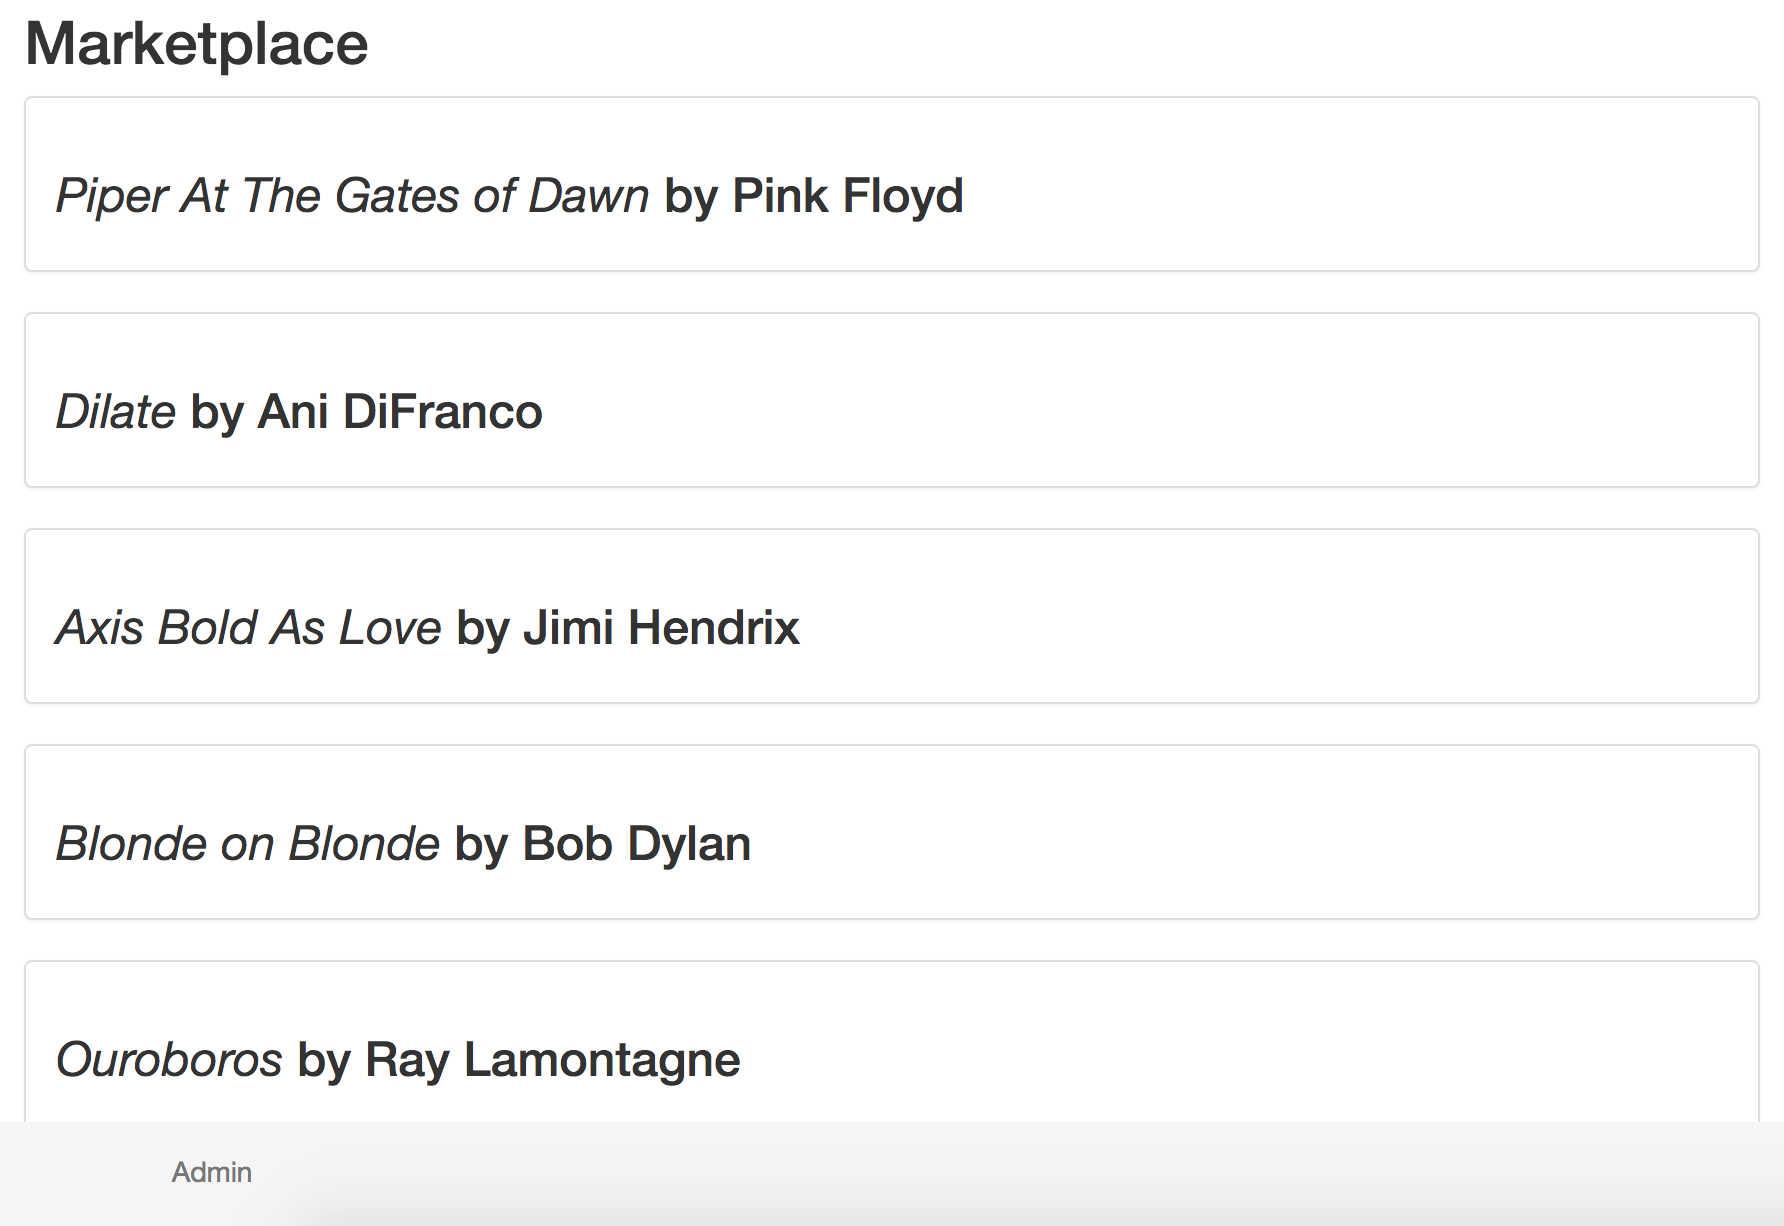 Marketplace
Piper At The Gates of Dawn by Pink Floyd
Dilate by Ani DiFranco
Axis Bold As Love by Jimi Hendrix
Blonde on Blonde by Bob Dylan
Ouroboros by Ray Lamontagne
Admin